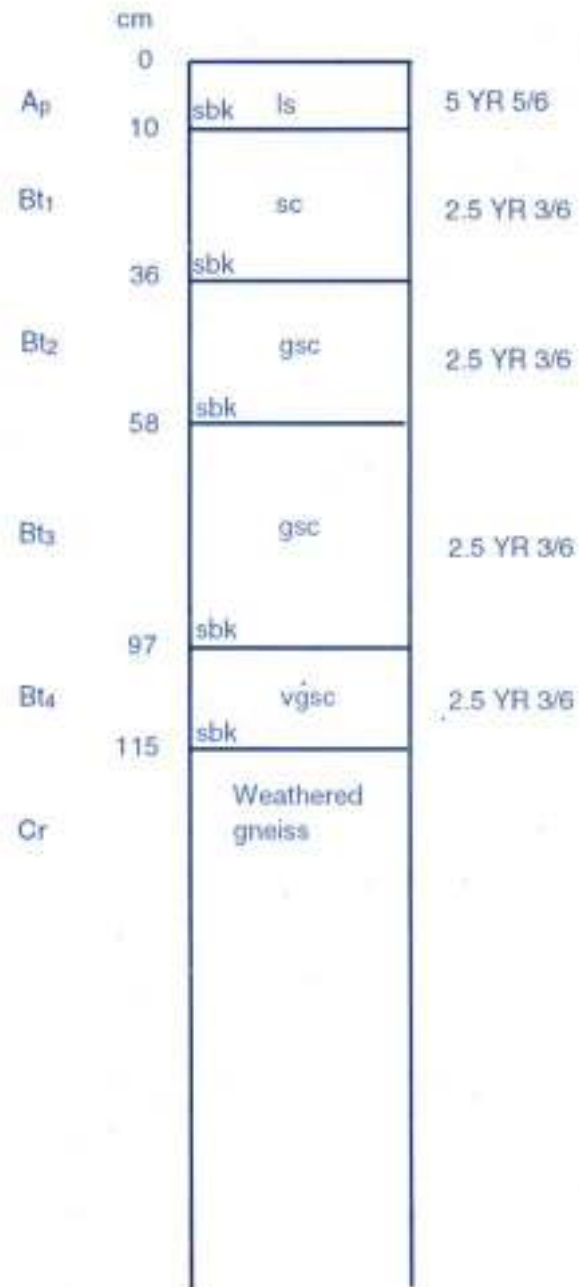 cm
0
Ap sbk ls 5 YR 5/6
10
Bt1 sc 2.5 YR 3/6
sbk
36
Bt2 gsc 2.5 YR 3/6
sbk
58
Bt3 gsc 2.5 YR 3/6
sbk
97
Bt4 vgsc 2.5 YR 3/6
sbk
115
Weathered
Cr gneiss